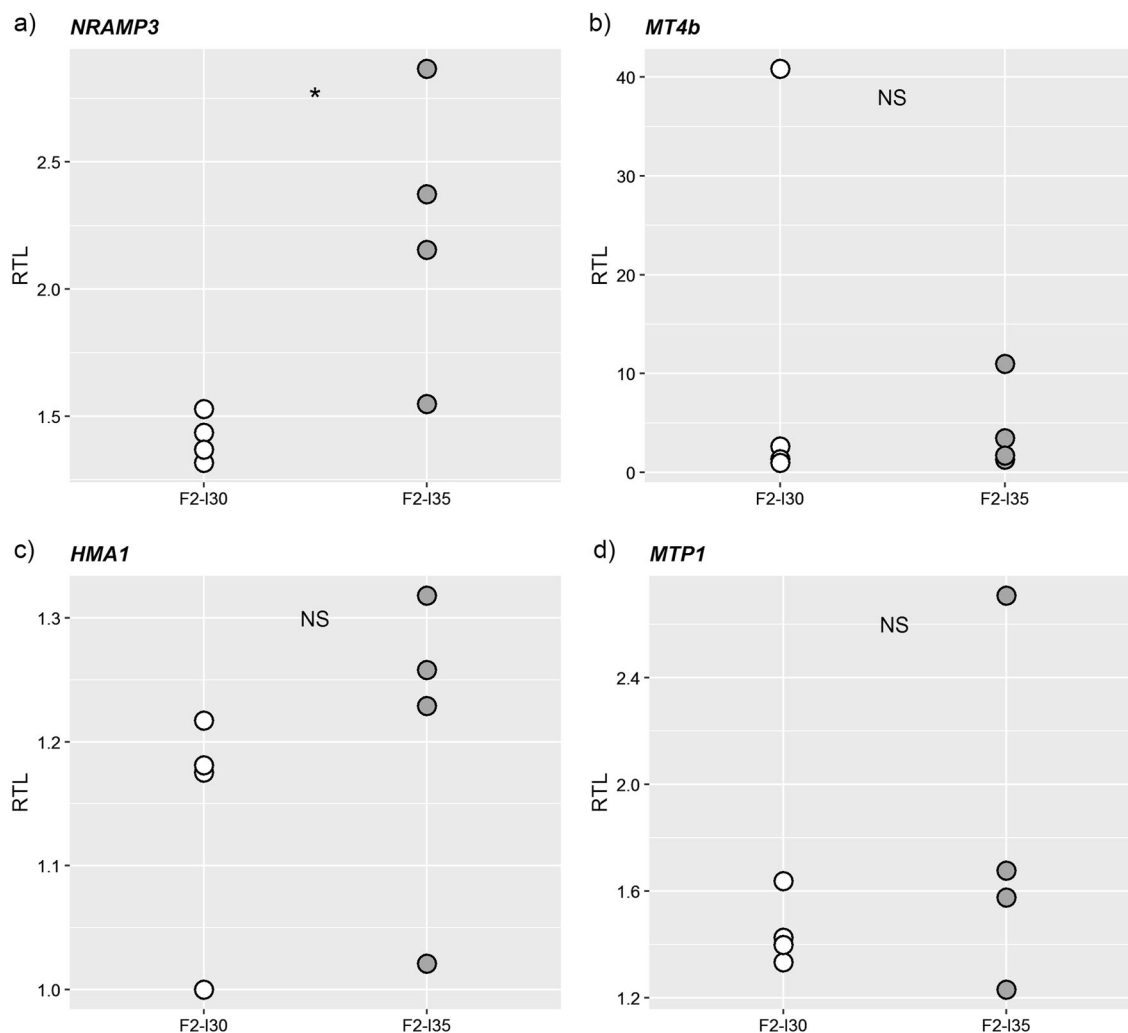 a) NRAMP3
*
RTL
2.5
2.0
1.5
F2-I30 F2-I35
b) MT4b
NS
RTL
40
30
20
10
0
F2-I30 F2-I35
c) HMA1
NS
RTL
1.3
1.2
1.1
1.0
F2-I30 F2-I35
d) MTP1
NS
RTL
2.4
2.0
1.6
1.2
F2-I30 F2-I35